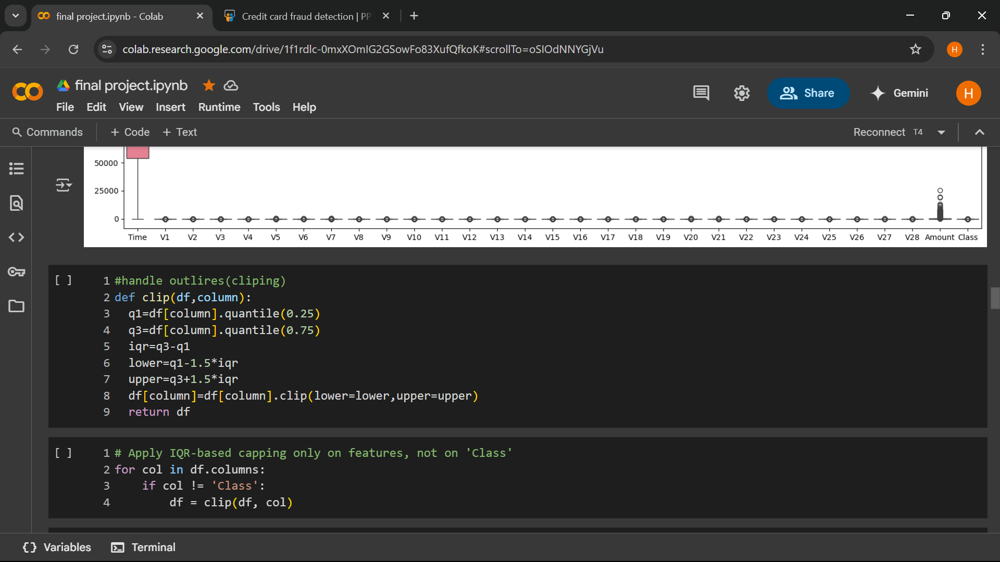 final project.ipynb - Colab
Credit card fraud detection | PP
colab.research.google.com/drive/1f1rdlc-0mxXOmIG2GSowFo83XufQfkoK#scrollTo=oSIOdNNYGjVu
H
final project.ipynb
File Edit View Insert Runtime Tools Help
Share
Gemini
H
Commands + Code + Text
Reconnect T4
50000
25000
0
Time V1 V2 V3 V4 V5 V6 V7 V8 V9 V10 V11 V12 V13 V14 V15 V16 V17 V18 V19 V20 V21 V22 V23 V24 V25 V26 V27 V28 Amount Class
[ ] 1 #handle outlires(cliping)
2 def clip(df,column):
3 q1=df[column].quantile(0.25)
4 q3=df[column].quantile(0.75)
5 iqr=q3-q1
6 lower=q1-1.5*iqr
7 upper=q3+1.5*iqr
8 df[column]=df[column].clip(lower=lower,upper=upper)
9 return df
[ ] 1 # Apply IQR-based capping only on features, not on 'Class'
2 for col in df.columns:
3 if col != 'Class':
4 df = clip(df, col)
Variables
Terminal